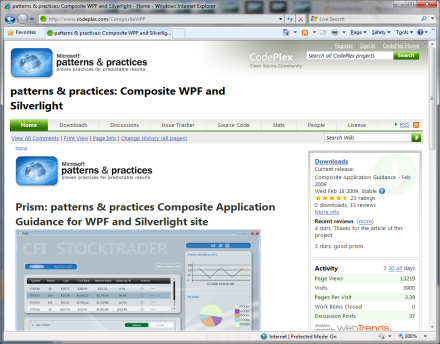 patterns & practices: Composite WPF and Silverlight - Home - Windows Internet Explorer
http://www.codeplex.com/CompositeWPF
Live Search
Favorites
patterns & practices: Composite WPF and Silverlig...
Page
Safety
Tools
Register
Sign In
CodePlex Home
Microsoft
patterns & practices
proven practices for predictable results
CodePlex
Open Source Community
Search all CodePlex projects
Search
patterns & practices: Composite WPF and
Silverlight
Home
Downloads
Discussions
Issue Tracker
Source Code
Stats
People
License
RSS
View All Comments | Print View | Page Info | Change History (all pages)
Search Wiki
Home
Microsoft
patterns & practices
proven practices for predictable results
Prism: patterns & practices Composite Application
Guidance for WPF and Silverlight site
CFI STOCKTRADER
Downloads
Current release:
Composite Application Guidance - Feb
2009
Wed Feb 18 2009, Stable
23 ratings
0 downloads, 13 reviews
More info
Recent reviews (more)
4 stars. Thanks for the article of this
project
5 stars. good prism
Activity
7 30 All days
Page Views 13219
Visits 3900
Pages Per Visit 3.39
Work Items Closed 0
Discussion Posts 37
Analytics
WebTrends
Internet | Protected Mode: On
100%